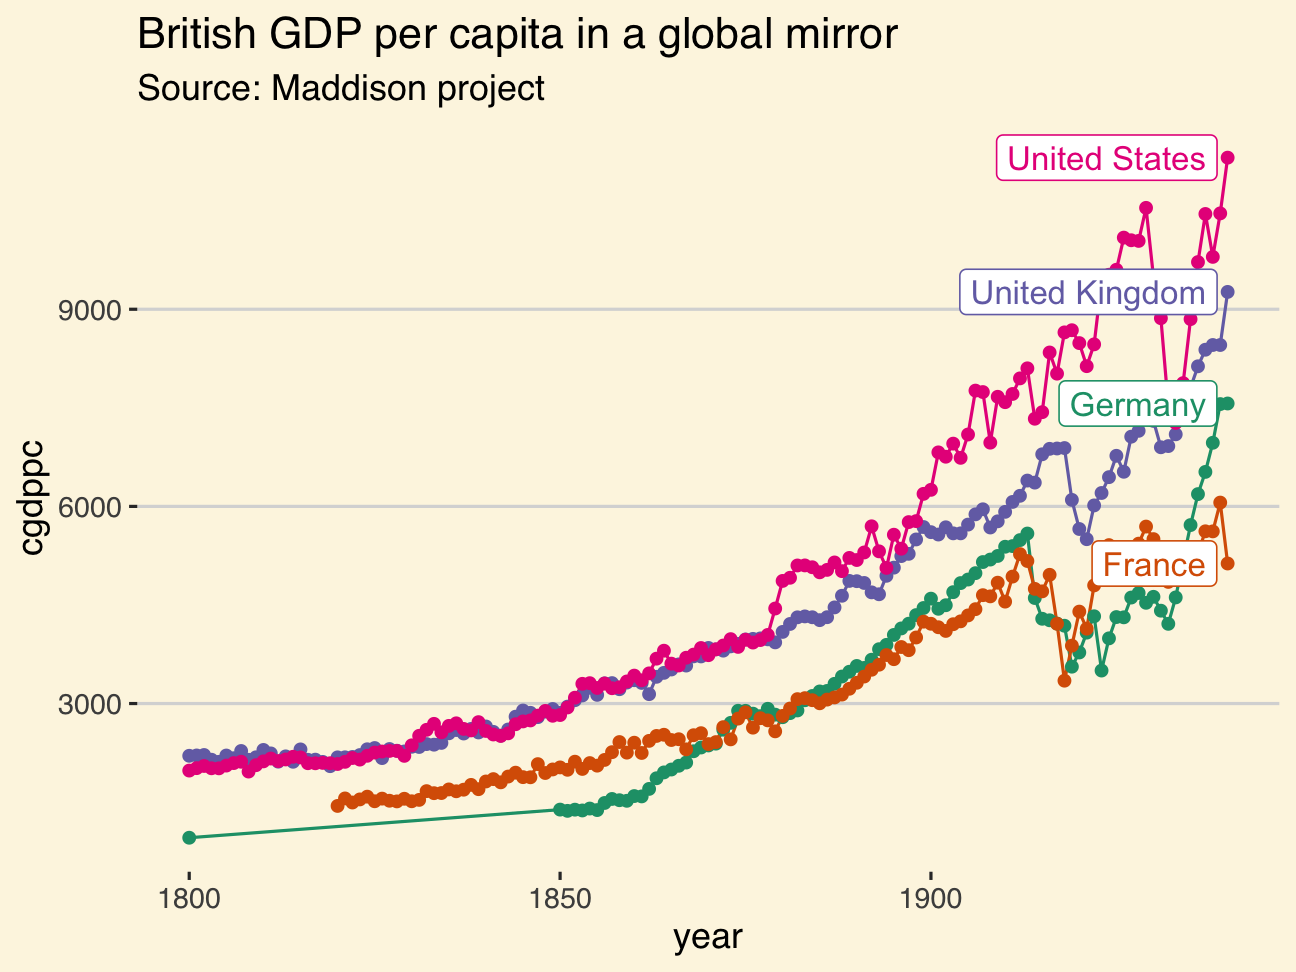 British GDP per capita in a global mirror
Source: Maddison project
United States
United Kingdom
Germany
France
9000
6000
3000
cgdppc
1800
1850
1900
year